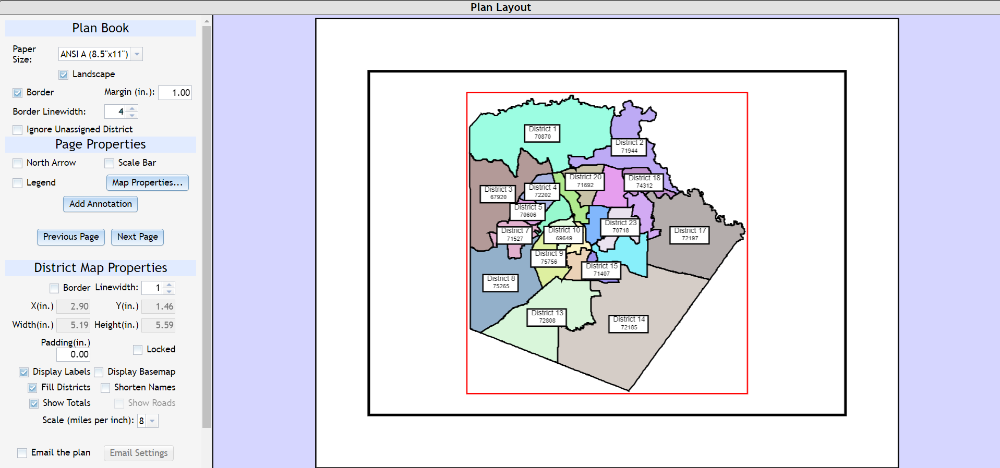 Plan Layout
Plan Book
Paper Size:
ANSI A (8.5"x11")
Landscape
Border
Margin (in.):
1.00
Border Linewidth:
4
Ignore Unassigned District
Page Properties
North Arrow
Scale Bar
Legend
Map Properties...
Add Annotation
Previous Page
Next Page
District Map Properties
Border
Linewidth:
1
X(in.)
2.90
Y(in.)
1.46
Width(in.)
5.19
Height(in.)
5.59
Padding(in.)
0.00
Locked
Display Labels
Display Basemap
Fill Districts
Shorten Names
Show Totals
Show Roads
Scale (miles per inch):
8
Email the plan
Email Settings
District 1
70870
District 2
71944
District 20
71692
District 18
74312
District 3
67920
District 4
72202
District 5
70606
District 23
70718
District 7
71527
District 10
69649
District 17
72197
District 9
75756
District 15
71407
District 8
75265
District 13
72808
District 14
72185